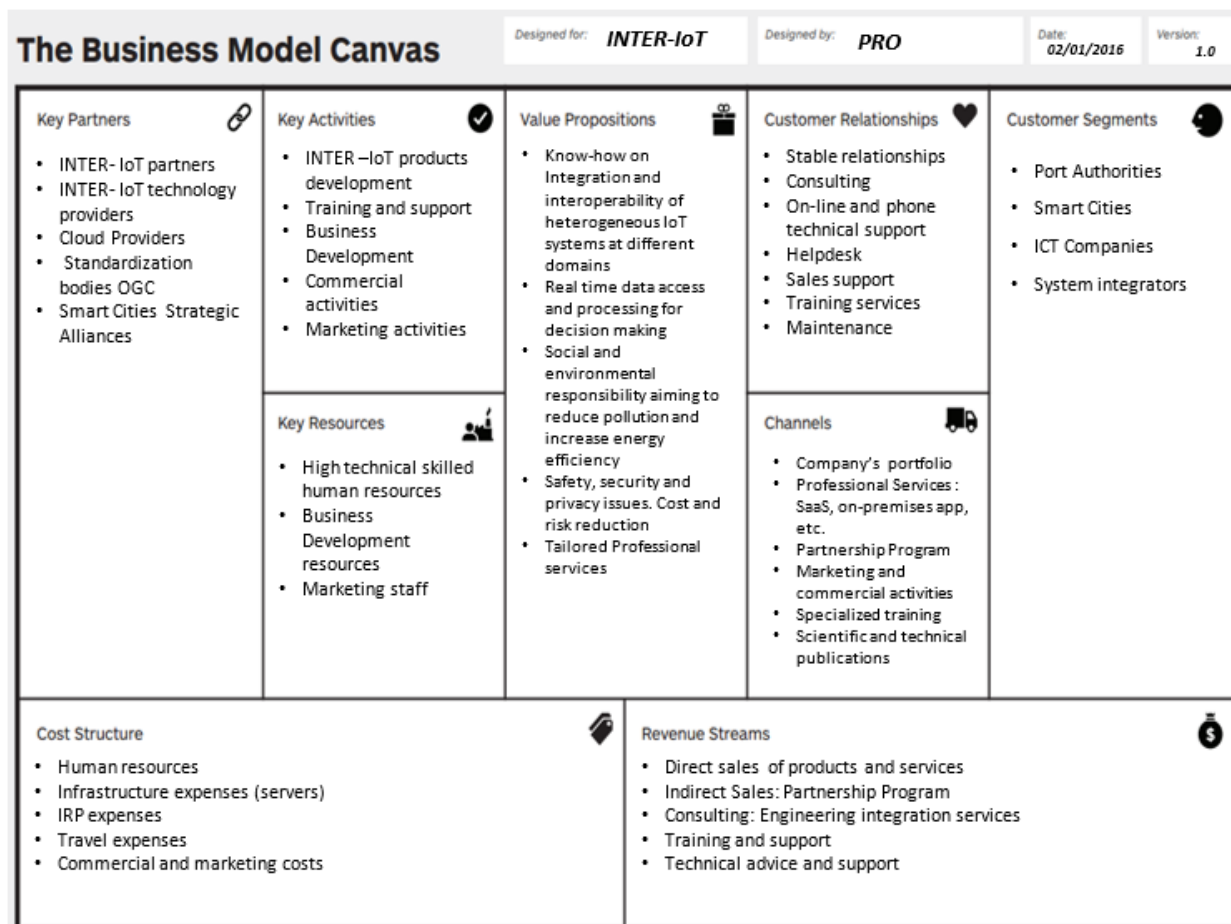 The Business Model Canvas
Designed for: INTER-IoT
Designed by: PRO
Date:
02/01/2016
Version:
1.0
Key Partners
• INTER- IoT partners
• INTER- IoT technology
providers
• Cloud Providers
• Standardization
bodies OGC
• Smart Cities Strategic
Alliances
Key Activities
• INTER –IoT products
development
• Training and support
• Business
Development
• Commercial
activities
• Marketing activities
Key Resources
• High technical skilled
human resources
• Business
Development
resources
• Marketing staff
Value Propositions
• Know-how on
Integration and
interoperability of
heterogeneous IoT
systems at different
domains
• Real time data access
and processing for
decision making
• Social and
environmental
responsibility aiming to
reduce pollution and
increase energy
efficiency
• Safety, security and
privacy issues. Cost and
risk reduction
• Tailored Professional
services
Customer Relationships
• Stable relationships
• Consulting
• On-line and phone
technical support
• Helpdesk
• Sales support
• Training services
• Maintenance
Channels
• Company's portfolio
• Professional Services :
SaaS, on-premises app,
etc.
• Partnership Program
• Marketing and
commercial activities
• Specialized training
• Scientific and technical
publications
Customer Segments
• Port Authorities
• Smart Cities
• ICT Companies
• System integrators
Cost Structure
• Human resources
• Infrastructure expenses (servers)
• IRP expenses
• Travel expenses
• Commercial and marketing costs
Revenue Streams
• Direct sales of products and services
• Indirect Sales: Partnership Program
• Consulting: Engineering integration services
• Training and support
• Technical advice and support